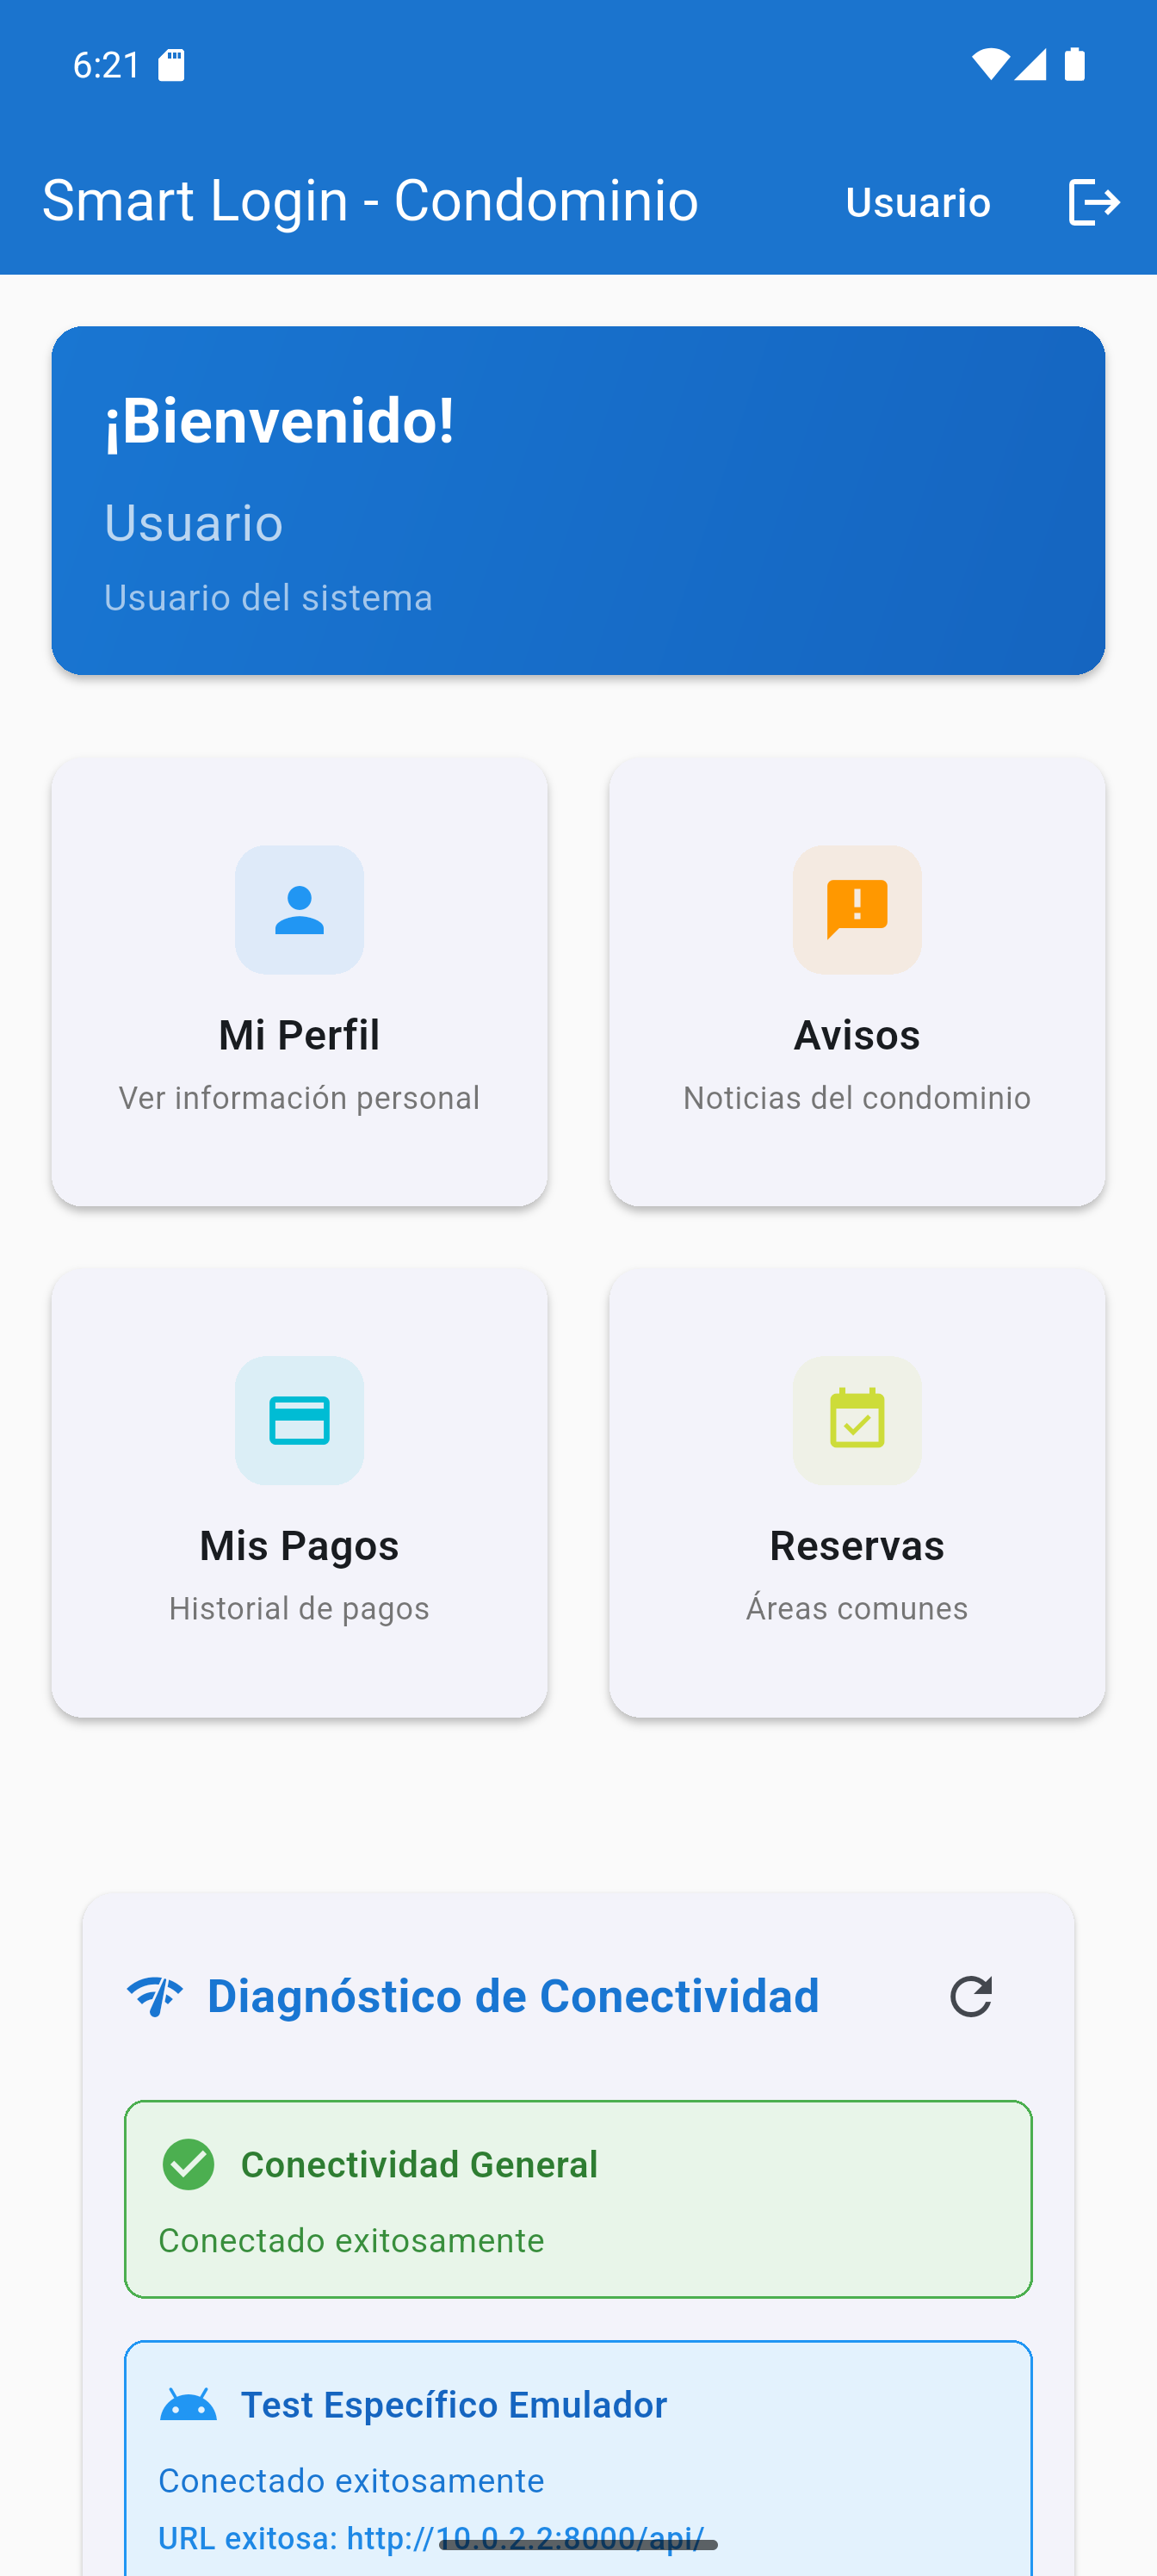 6:21
Smart Login - Condominio
Usuario
¡Bienvenido!
Usuario
Usuario del sistema
Mi Perfil
Ver información personal
Avisos
Noticias del condominio
Mis Pagos
Historial de pagos
Reservas
Áreas comunes
Diagnóstico de Conectividad
Conectividad General
Conectado exitosamente
Test Específico Emulador
Conectado exitosamente
URL exitosa: http://10.0.2.2:8000/api/